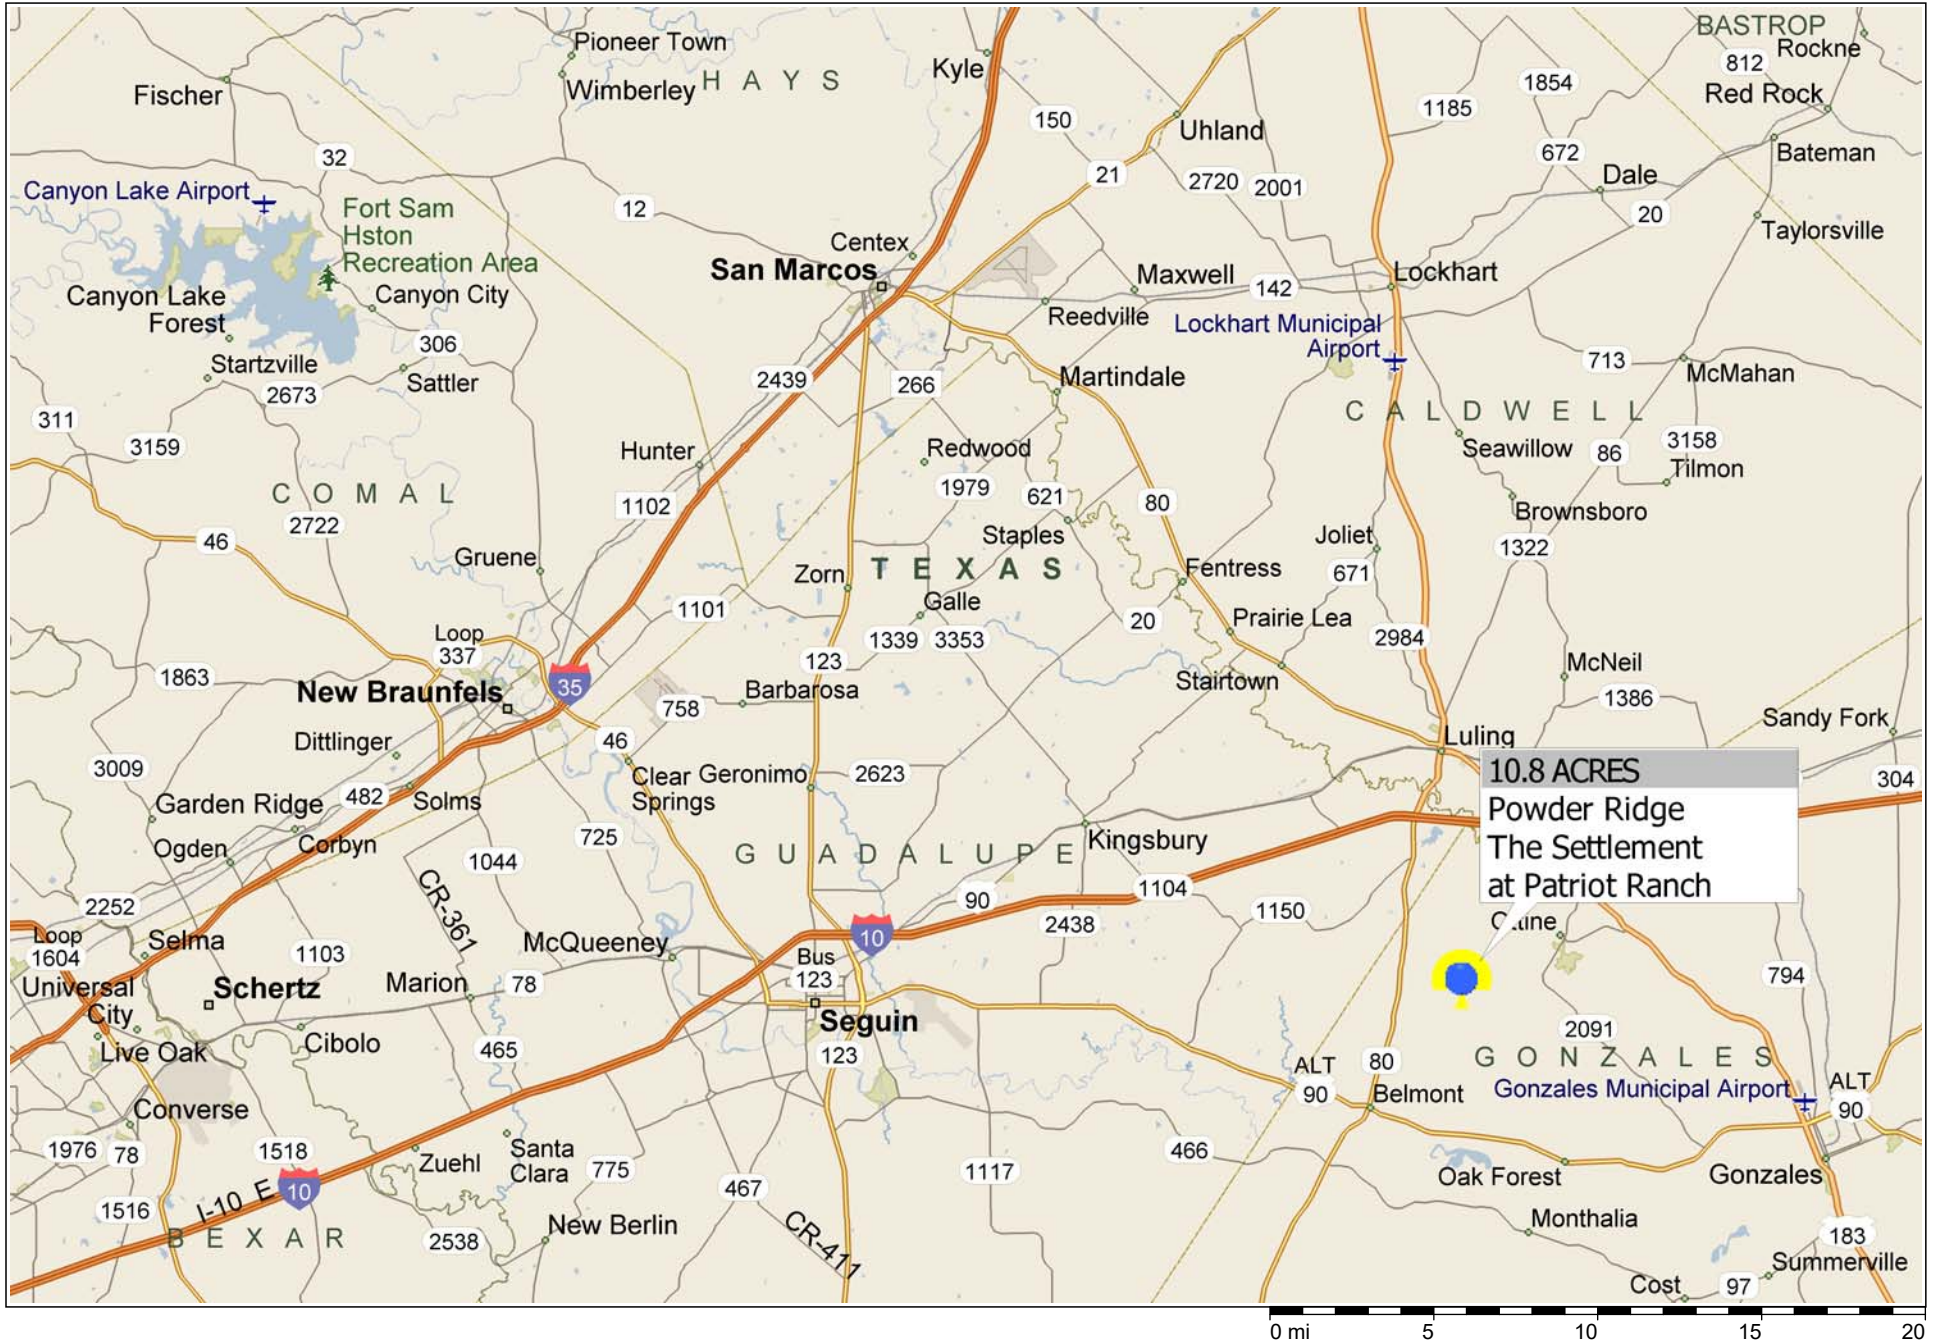 BASTROP
Rockne
Pioneer Town
Kyle
812
Fischer
Wimberley
HAYS
1854
Red Rock
1185
150
Uhland
32
672
Bateman
Canyon Lake Airport
21
2720
2001
Dale
Fort Sam
Hston
Recreation Area
12
20
Taylorsville
Centex
San Marcos
Maxwell
142
Lockhart
Canyon Lake
Forest
Canyon City
Reedville
Lockhart Municipal
Airport
306
Startzville
Sattler
2673
2439
266
Martindale
713
McMahan
311
CALDWELL
3159
Hunter
Redwood
Seawillow
86
3158
Tilmon
COMAL
1979
621
80
1102
2722
Staples
Brownsboro
46
Joliet
1322
Gruene
Zorn
TEXAS
Fentress
671
1101
Galle
20
Prairie Lea
Loop
337
1339
3353
2984
1863
123
McNeil
35
New Braunfels
Barbarosa
Stairtown
1386
758
Sandy Fork
Dittlinger
46
Luling
3009
Clear
Springs
Geronimo
2623
10.8 ACRES
Powder Ridge
The Settlement
at Patriot Ranch
304
482
Solms
Garden Ridge
725
Kingsbury
Ogden
Corbyn
1044
GUADALUPE
CR-361
90
1104
2252
1150
2438
Ottine
Loop
1604
Selma
1103
McQueeney
10
Bus
123
794
Universal
City
Schertz
Marion
78
Seguin
2091
Live Oak
Cibolo
465
123
80
GONZALES
ALT
90
Belmont
Gonzales Municipal Airport
ALT
90
Converse
1976
78
1518
Zuehl
Santa
Clara
775
1117
466
Oak Forest
Gonzales
467
1516
I-10 E
10
BEXAR
2538
New Berlin
CR-411
Monthalia
183
Summerville
Cost
97
0 mi
5
10
15
20